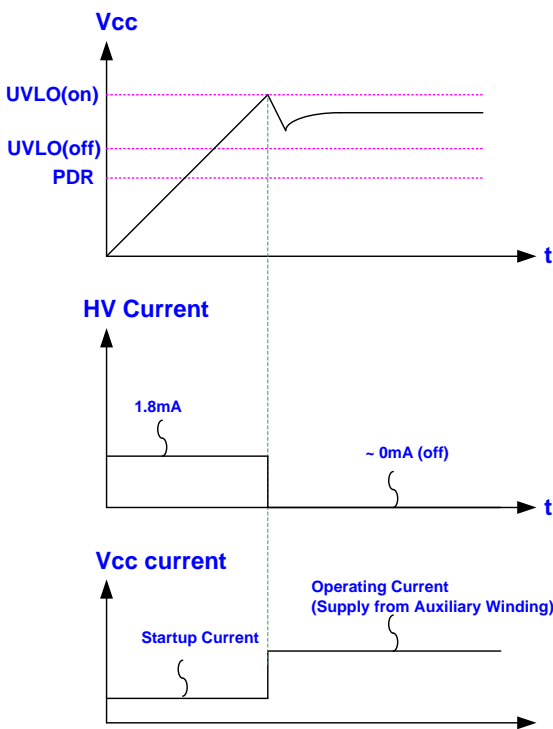 Vcc
UVLO(on)
UVLO(off)
PDR
t
HV Current
1.8mA
~ 0mA (off)
t
Vcc current
Operating Current
(Supply from Auxiliary Winding)
Startup Current